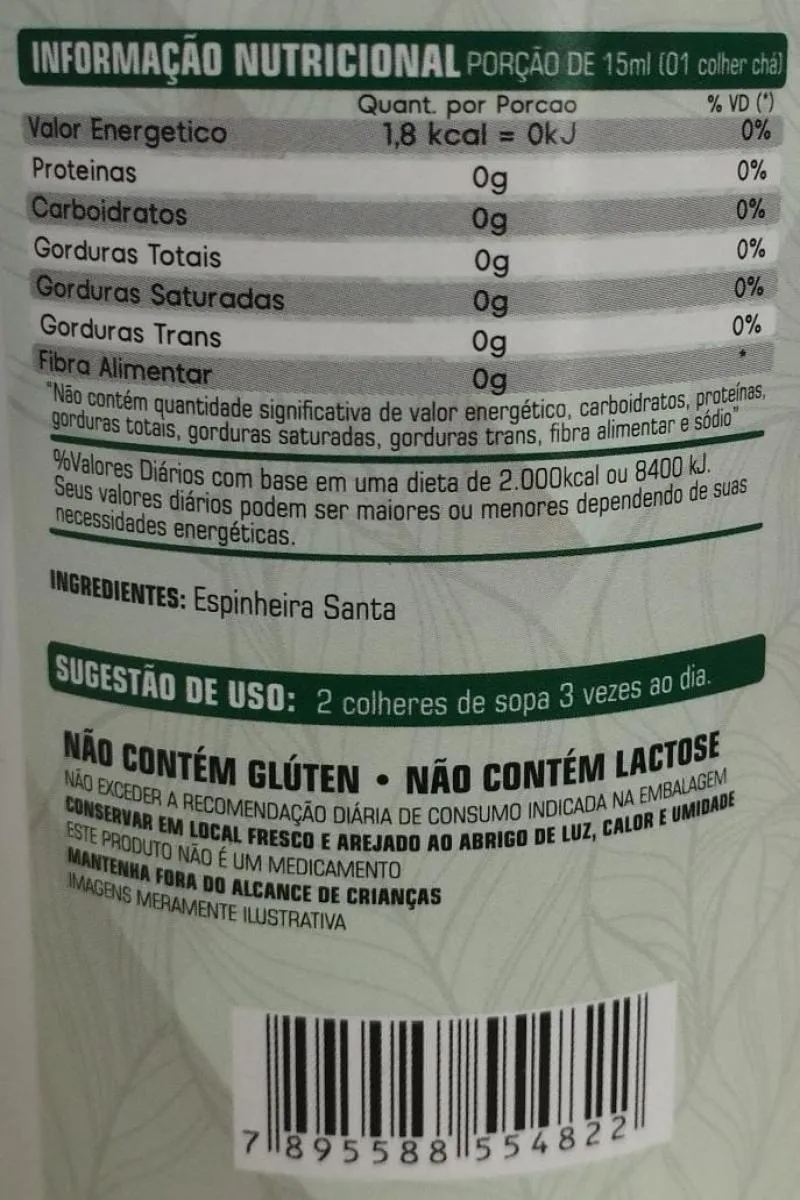 INFORMAÇÃO NUTRICIONAL PORÇÃO DE 15ml (01 colher chá)
Quant. por Porcao % VD (*)
Valor Energetico 1,8 kcal = 0kJ 0%
Proteinas 0g 0%
Carboidratos 0g 0%
Gorduras Totais 0g 0%
Gorduras Saturadas 0g 0%
Gorduras Trans 0g 0%
Fibra Alimentar 0g *
"Não contém quantidade significativa de valor energético, carboidratos, proteínas,
gorduras totais, gorduras saturadas, gorduras trans, fibra alimentar e sódio"
%Valores Diários com base em uma dieta de 2.000kcal ou 8400 kJ.
Seus valores diários podem ser maiores ou menores dependendo de suas
necessidades energéticas.
INGREDIENTES: Espinheira Santa
SUGESTÃO DE USO: 2 colheres de sopa 3 vezes ao dia.
NÃO CONTÉM GLÚTEN • NÃO CONTÉM LACTOSE
NÃO EXCEDER A RECOMENDAÇÃO DIÁRIA DE CONSUMO INDICADA NA EMBALAGEM
CONSERVAR EM LOCAL FRESCO E AREJADO AO ABRIGO DE LUZ, CALOR E UMIDADE
ESTE PRODUTO NÃO É UM MEDICAMENTO
MANTENHA FORA DO ALCANCE DE CRIANÇAS
IMAGENS MERAMENTE ILUSTRATIVA
7 895588 554822